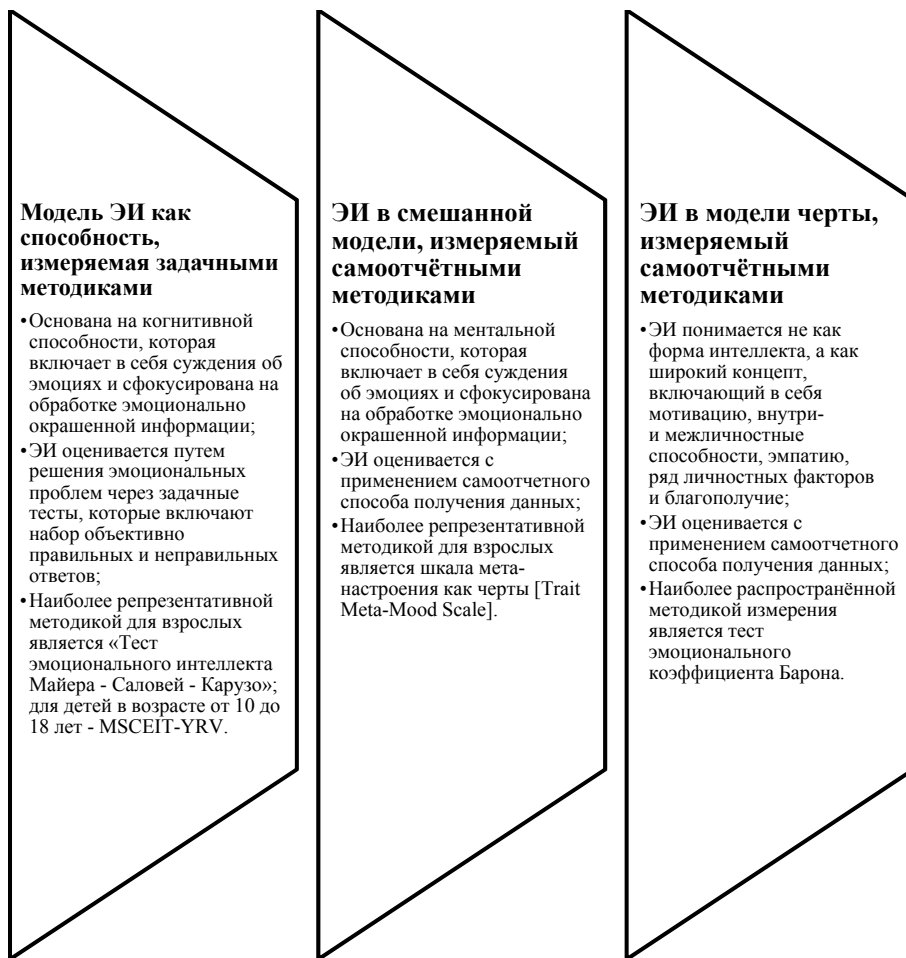 Модель ЭИ как
способность,
измеряемая задачными
методиками
•Основана на когнитивной
способности, которая
включает в себя суждения об
эмоциях и сфокусирована на
обработке эмоционально
окрашенной информации;
•ЭИ оценивается путем
решения эмоциональных
проблем через задачные
тесты, которые включают
набор объективно
правильных и неправильных
ответов;
•Наиболее репрезентативной
методикой для взрослых
является «Тест
эмоционального интеллекта
Майера - Саловей - Карузо»;
для детей в возрасте от 10 до
18 лет - MSCEIT-YRV.
ЭИ в смешанной
модели, измеряемый
самоотчётными
методиками
•Основана на ментальной
способности, которая
включает в себя суждения
об эмоциях и сфокусирована
на обработке эмоционально
окрашенной информации;
•ЭИ оценивается с
применением самоотчетного
способа получения данных;
•Наиболее репрезентативной
методикой для взрослых
является шкала мета-
настроения как черты [Trait
Meta-Mood Scale].
ЭИ в модели черты,
измеряемый
самоотчётными
методиками
•ЭИ понимается не как
форма интеллекта, а как
широкий концепт,
включающий в себя
мотивацию, внутри-
и межличностные
способности, эмпатию,
ряд личностных факторов
и благополучие;
•ЭИ оценивается с
применением самоотчетного
способа получения данных;
•Наиболее распространённой
методикой измерения
является тест
эмоционального
коэффициента Барона.